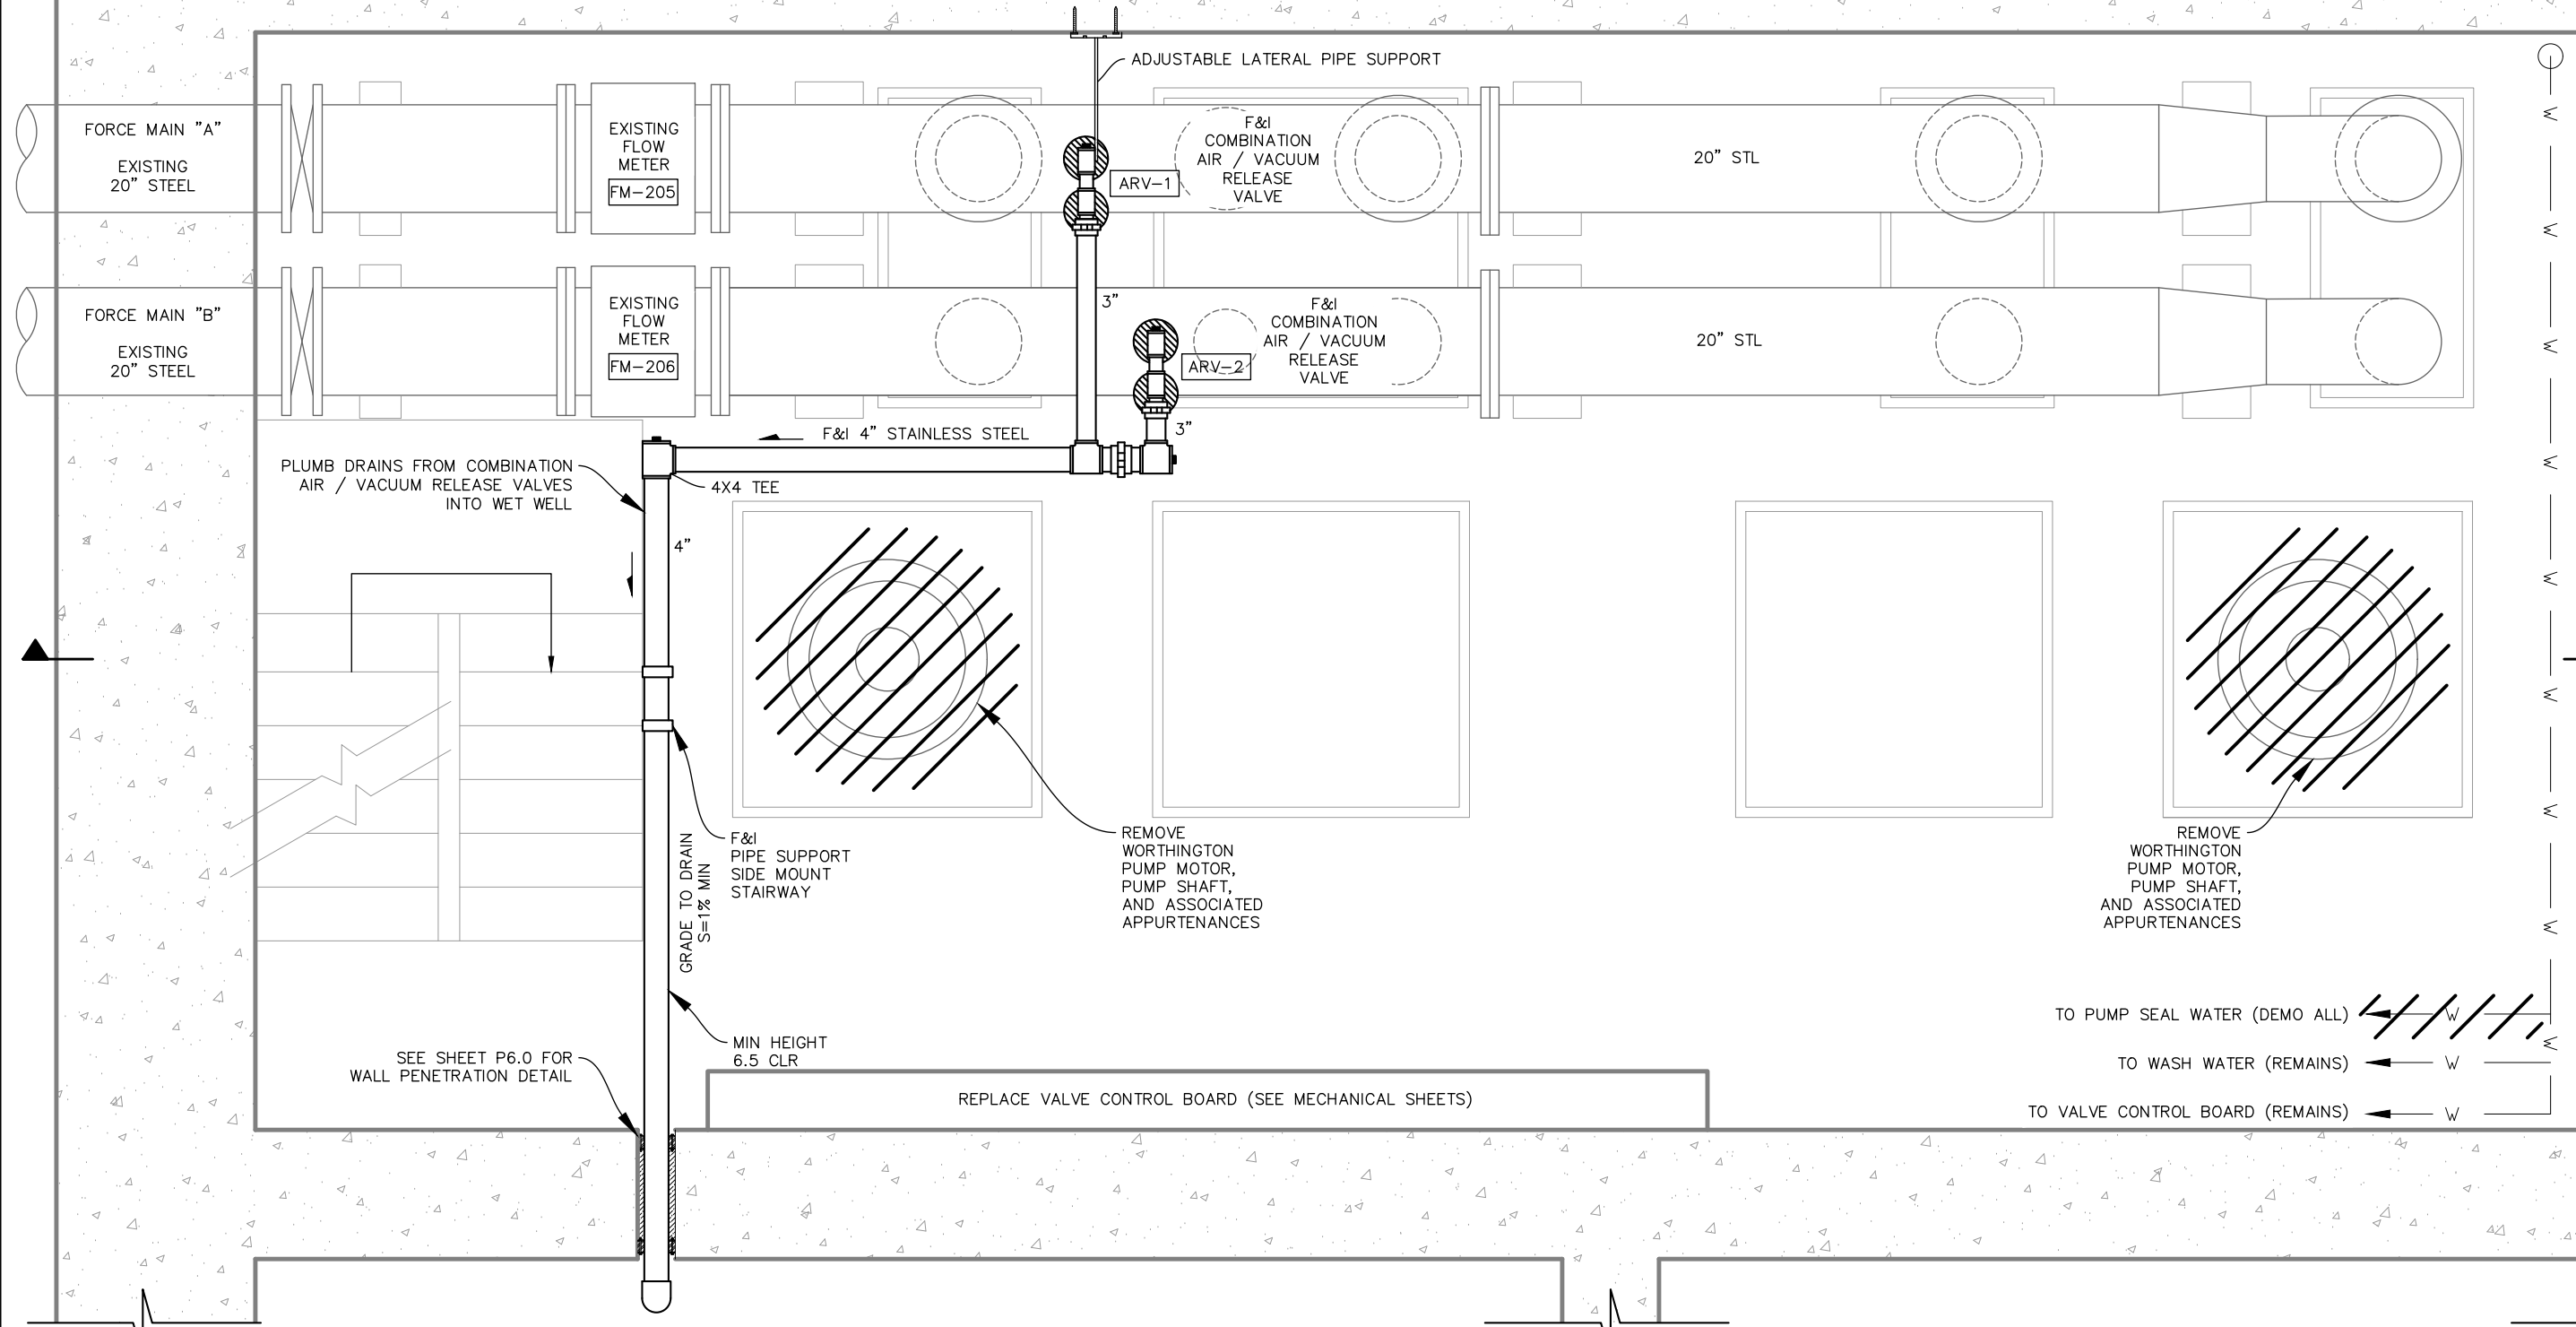 ADJUSTABLE LATERAL PIPE SUPPORT
FORCE MAIN "A"
EXISTING
20" STEEL
EXISTING
FLOW
METER
FM-205
ARV-1
F&I
COMBINATION
AIR / VACUUM
RELEASE
VALVE
20" STL
FORCE MAIN "B"
EXISTING
20" STEEL
EXISTING
FLOW
METER
FM-206
3"
ARV-2
F&I
COMBINATION
AIR / VACUUM
RELEASE
VALVE
20" STL
3"
F&I 4" STAINLESS STEEL
PLUMB DRAINS FROM COMBINATION
AIR / VACUUM RELEASE VALVES
INTO WET WELL
4X4 TEE
4"
F&I
PIPE SUPPORT
SIDE MOUNT
STAIRWAY
GRADE TO DRAIN
S=1% MIN
REMOVE
WORTHINGTON
PUMP MOTOR,
PUMP SHAFT,
AND ASSOCIATED
APPURTENANCES
REMOVE
WORTHINGTON
PUMP MOTOR,
PUMP SHAFT,
AND ASSOCIATED
APPURTENANCES
MIN HEIGHT
6.5 CLR
SEE SHEET P6.0 FOR
WALL PENETRATION DETAIL
REPLACE VALVE CONTROL BOARD (SEE MECHANICAL SHEETS)
TO PUMP SEAL WATER (DEMO ALL)
W
TO WASH WATER (REMAINS)
W
TO VALVE CONTROL BOARD (REMAINS)
W
W
W
W
W
W
W
W
W
W